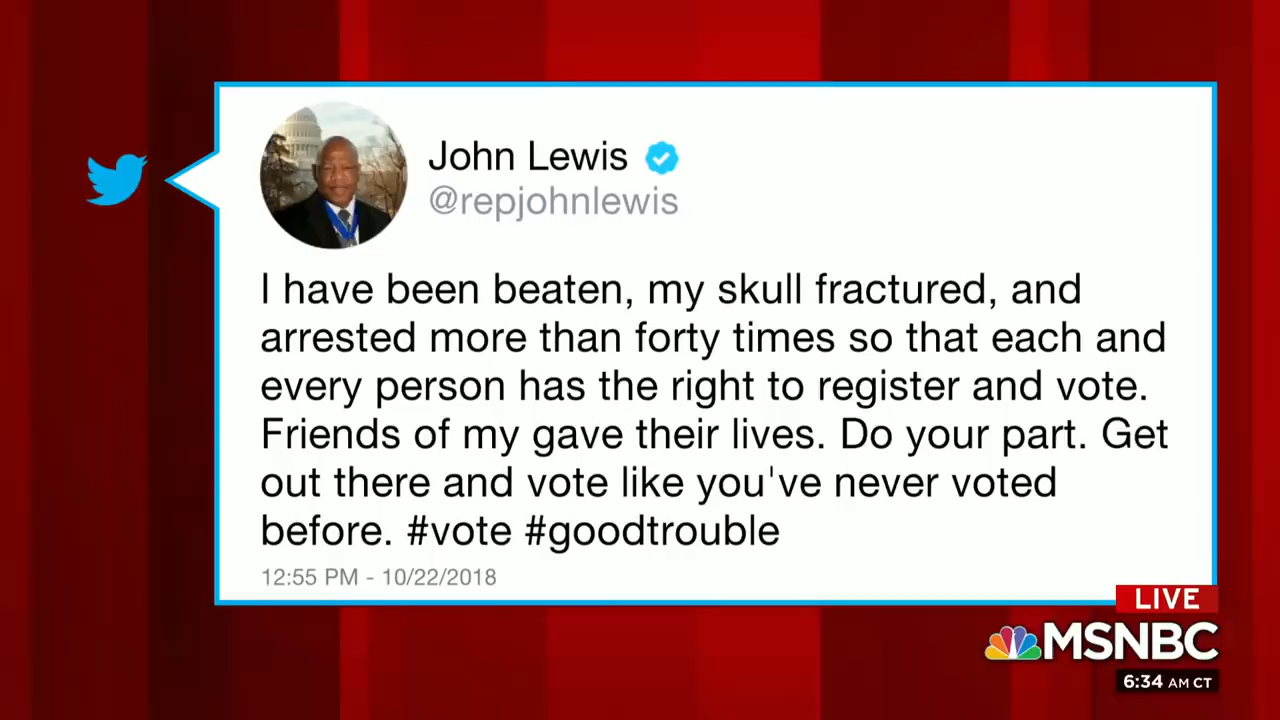 John Lewis
@repjohnlewis
I have been beaten, my skull fractured, and
arrested more than forty times so that each and
every person has the right to register and vote.
Friends of my gave their lives. Do your part. Get
out there and vote like you've never voted
before. #vote #goodtrouble
12:55 PM - 10/22/2018
LIVE
MSNBC
6:34 AM CT